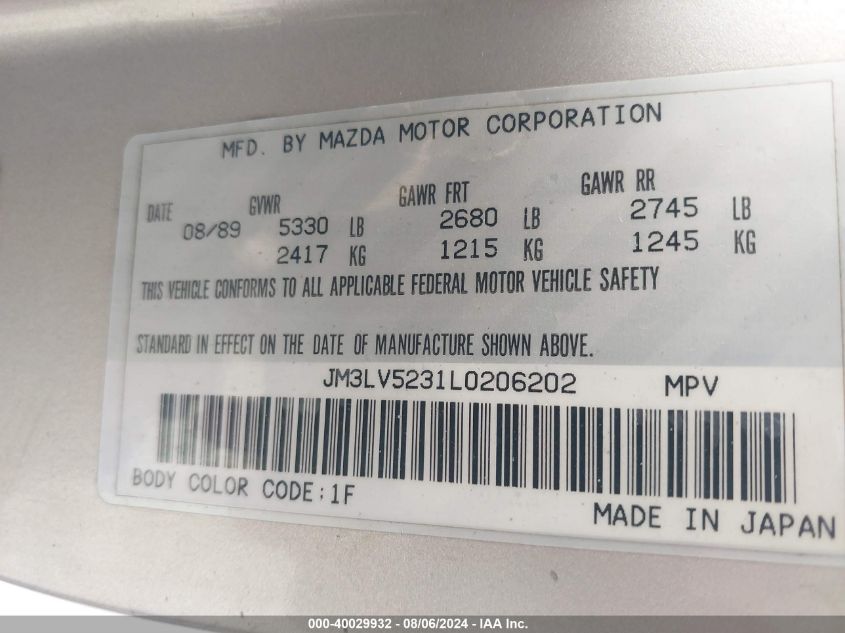 MFD. BY MAZDA MOTOR CORPORATION
DATE GVWR GAWR FRT GAWR RR
08/89 5330 LB 2680 LB 2745 LB
2417 KG 1215 KG 1245 KG
THIS VEHICLE CONFORMS TO ALL APPLICABLE FEDERAL MOTOR VEHICLE SAFETY
STANDARD IN EFFECT ON THE DATE OF MANUFACTURE SHOWN ABOVE.
JM3LV5231L0206202 MPV
BODY COLOR CODE:1F
MADE IN JAPAN
000-40029932 - 08/06/2024 - IAA Inc.